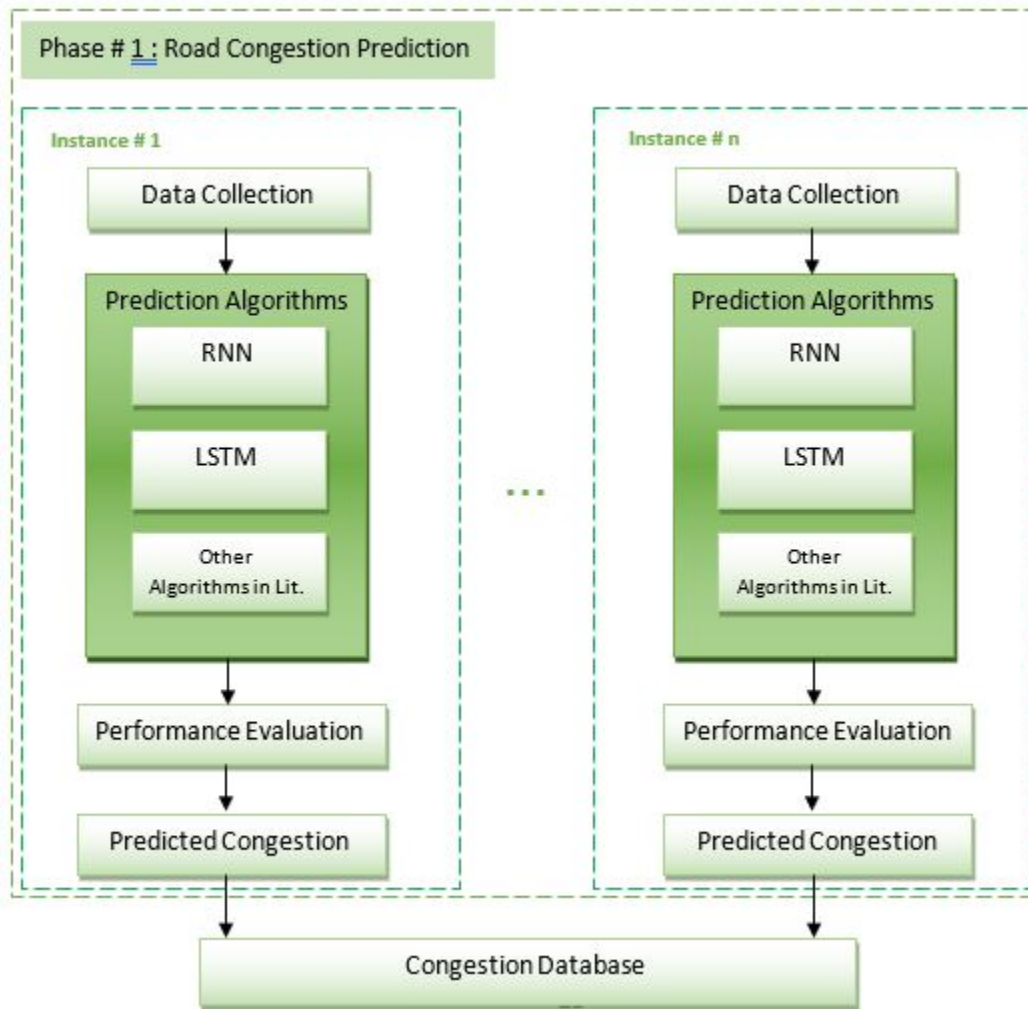 Phase # 1 : Road Congestion Prediction
Instance # 1
Data Collection
Prediction Algorithms
RNN
LSTM
Other
Algorithms in Lit.
Performance Evaluation
Predicted Congestion
...
Instance # n
Data Collection
Prediction Algorithms
RNN
LSTM
Other
Algorithms in Lit.
Performance Evaluation
Predicted Congestion
Congestion Database